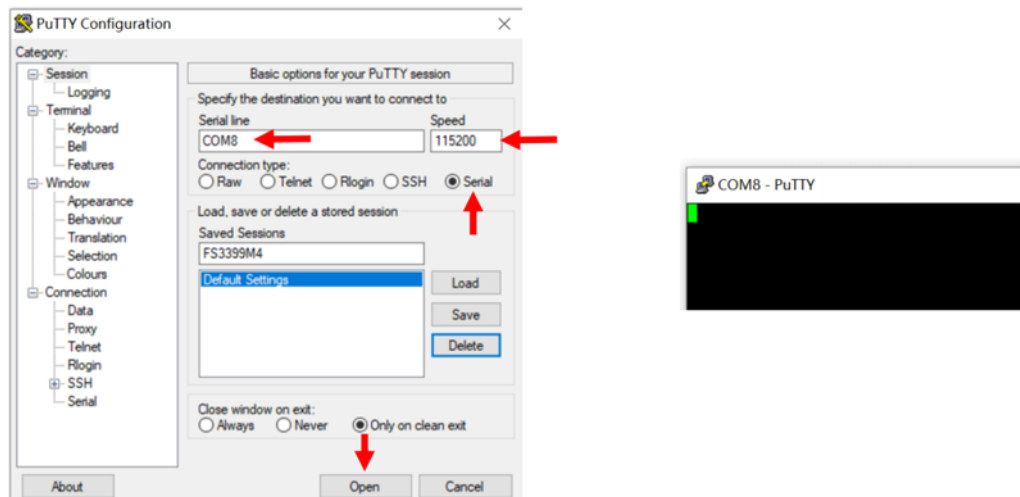 PuTTY Configuration
Category:
Session
Logging
Terminal
Keyboard
Bell
Features
Window
Appearance
Behaviour
Translation
Selection
Colours
Connection
Data
Proxy
Telnet
Rlogin
SSH
Serial
Basic options for your PuTTY session
Specify the destination you want to connect to
Serial line Speed
COM8 115200
Connection type:
Raw Telnet Rlogin SSH Serial
Load, save or delete a stored session
Saved Sessions
FS3399M4
Default Settings
Load
Save
Delete
Close window on exit:
Always Never Only on clean exit
About Open Cancel
COM8 - PuTTY